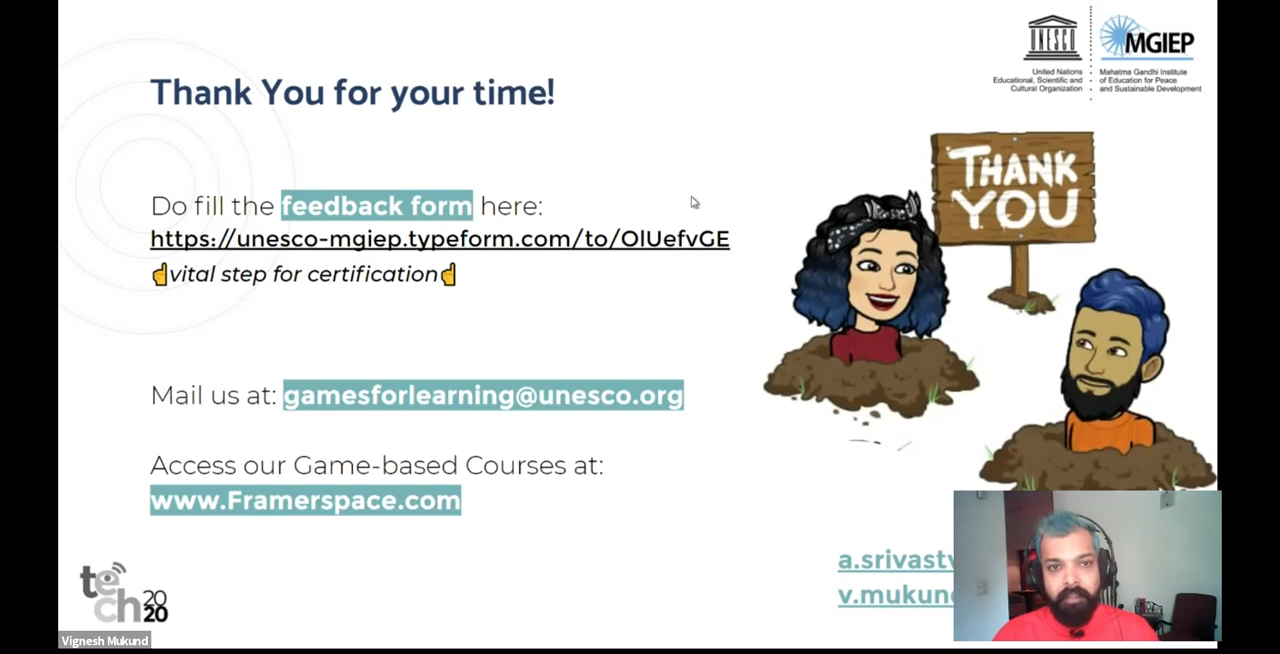 UNESCO
MGIEP
United Nations
Educational, Scientific and
Cultural Organization
Mahatma Gandhi Institute
of Education for Peace
and Sustainable Development
Thank You for your time!
THANK
YOU
Do fill the feedback form here:
https://unesco-mgiep.typeform.com/to/OlUefvGE
☝vital step for certification☝
Mail us at: gamesforlearning@unesco.org
Access our Game-based Courses at:
www.Framerspace.com
tech
2020
Vignesh Mukund